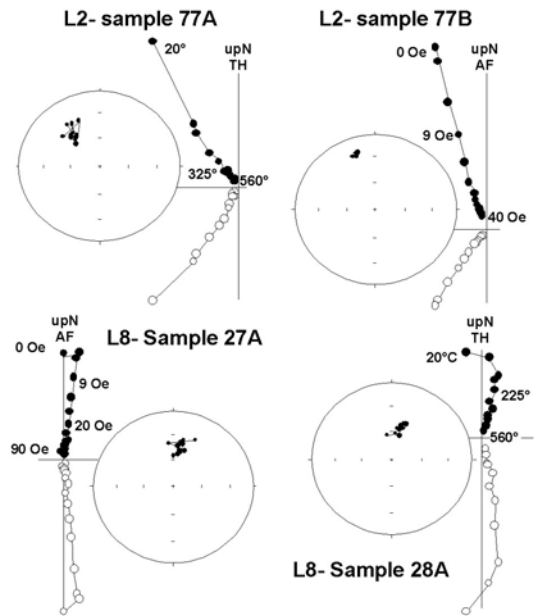 L2- sample 77A
20°
upN
TH
325°
560°
L2- sample 77B
0 Oe
upN
AF
9 Oe
40 Oe
upN
AF
0 Oe
9 Oe
20 Oe
90 Oe
L8- Sample 27A
upN
TH
20°C
225°
560°
L8- Sample 28A